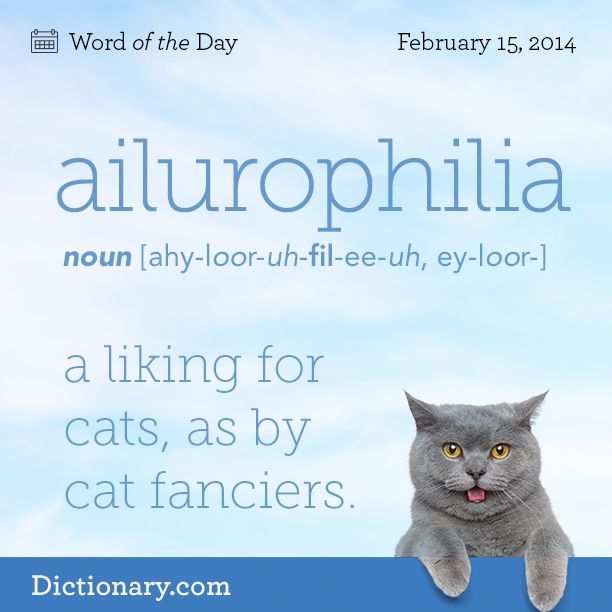 Word of the Day
February 15, 2014
ailurophilia
noun [ahy-loor-uh-fil-ee-uh, ey-loor-]
a liking for
cats, as by
cat fanciers.
Dictionary.com